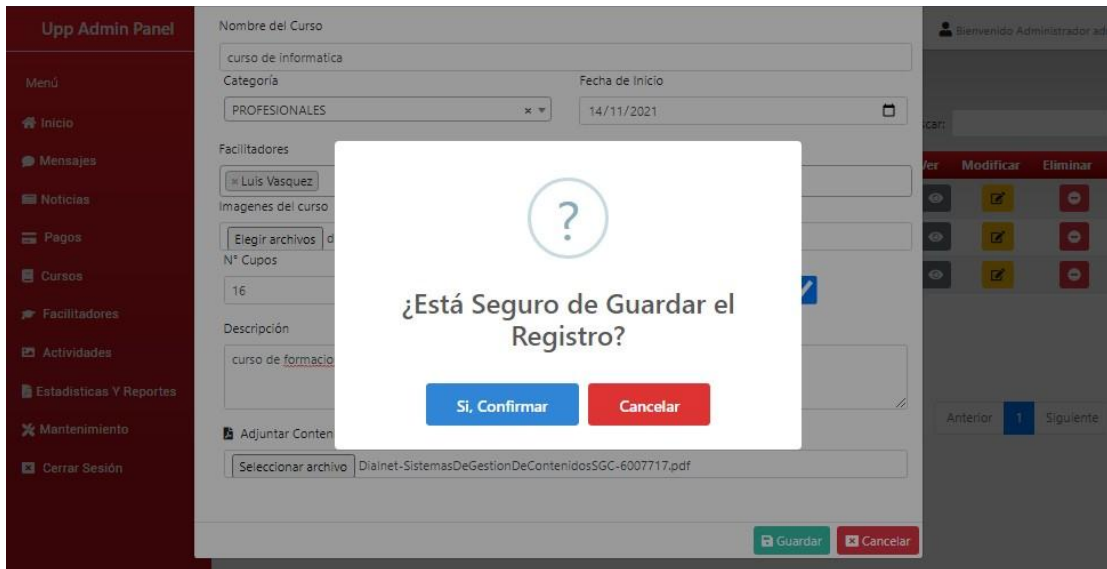 Upp Admin Panel
Menú
Inicio
Mensajes
Noticias
Pagos
Cursos
Facilitadores
Actividades
Estadisticas Y Reportes
Mantenimiento
Cerrar Sesión
Bienvenido Administrador
Nombre del Curso
curso de informatica
Categoría
Fecha de Inicio
× PROFESIONALES
14/11/2021
Facilitadores
× Luis Vasquez
Imagenes del curso
Elegir archivos
N° Cupos
16
Descripción
curso de formacio
Adjuntar Conten
Seleccionar archivo Dialnet-SistemasDeGestionDeContenidosSGC-6007717.pdf
Guardar
Cancelar
?
¿Está Seguro de Guardar el
Registro?
Si, Confirmar
Cancelar
Modificar Eliminar
Anterior 1 Siguiente